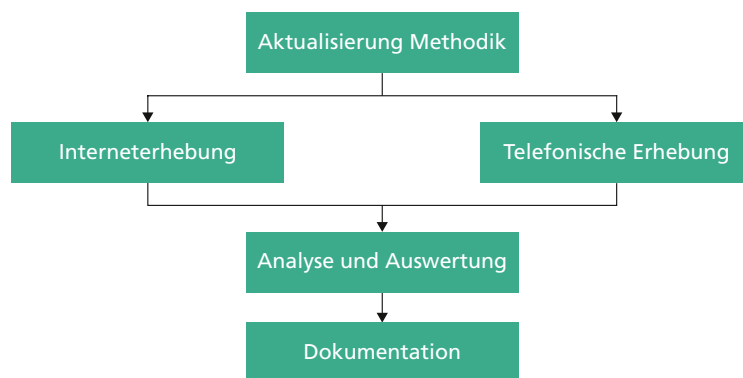 Aktualisierung Methodik
Interneterhebung
Telefonische Erhebung
Analyse und Auswertung
Dokumentation